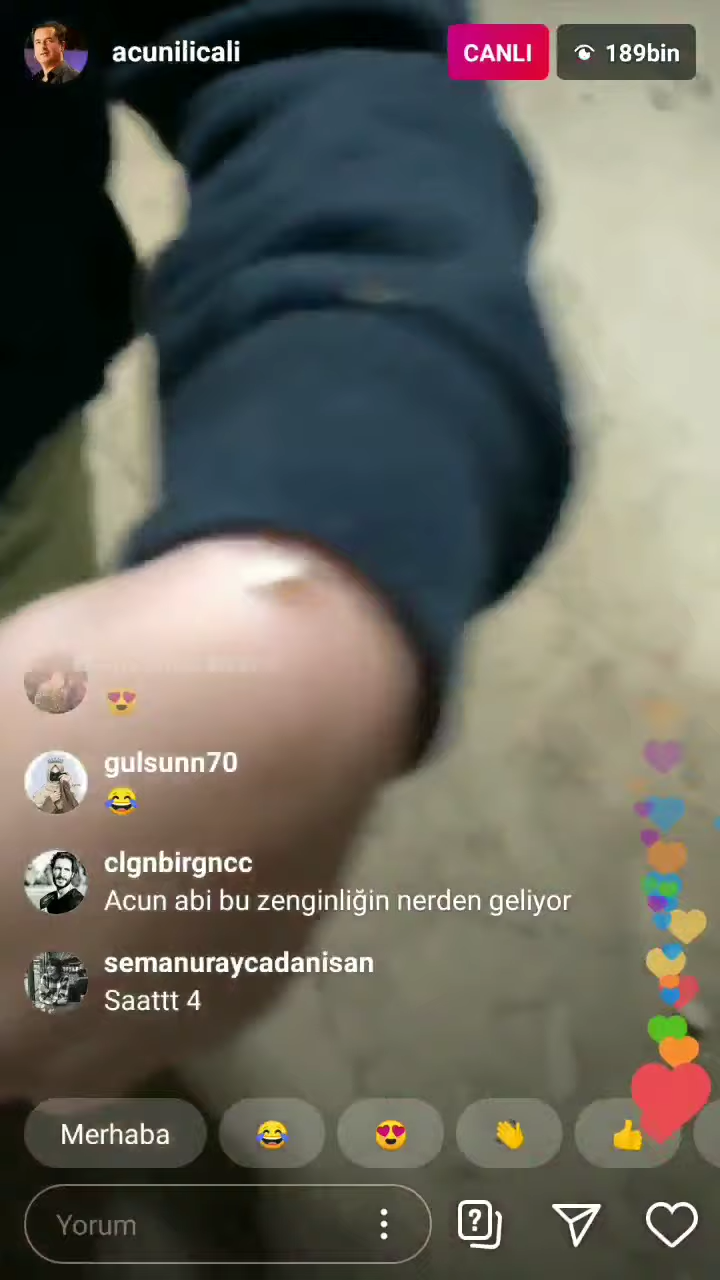 acunilicali
CANLI
189bin
😍
gulsunn70
😂
clgnbirgncc
Acun abi bu zenginliğin nerden geliyor
semanuraycadanisan
Saattt 4
Merhaba 😂 😍 👏 👍
Yorum